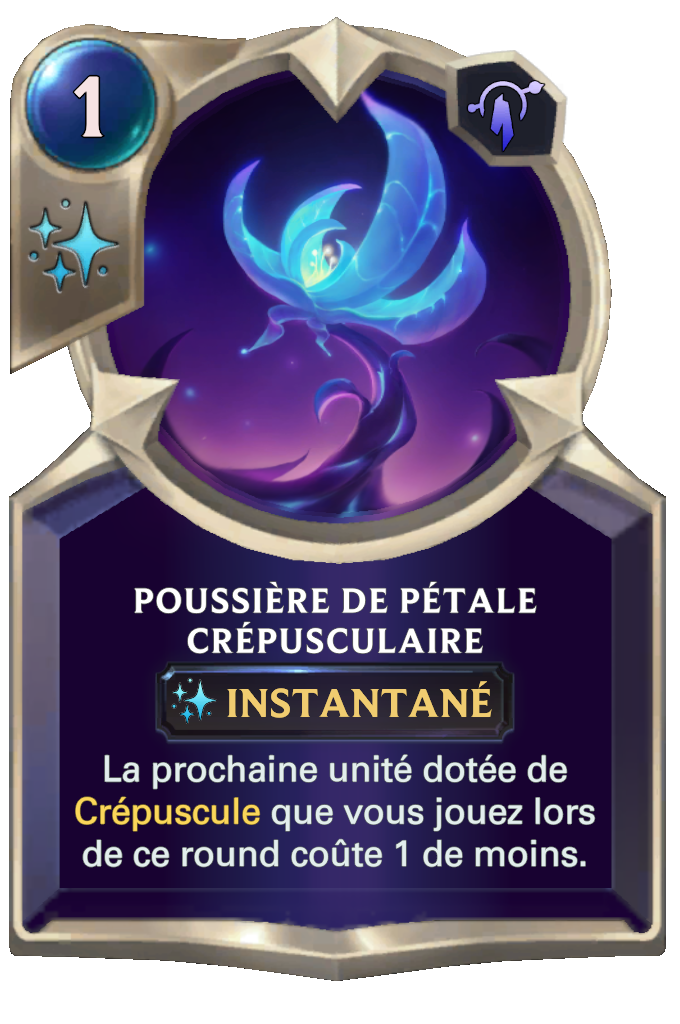 1
POUSSIÈRE DE PÉTALE
CRÉPUSCULAIRE
INSTANTANÉ
La prochaine unité dotée de
Crépuscule que vous jouez lors
de ce round coûte 1 de moins.